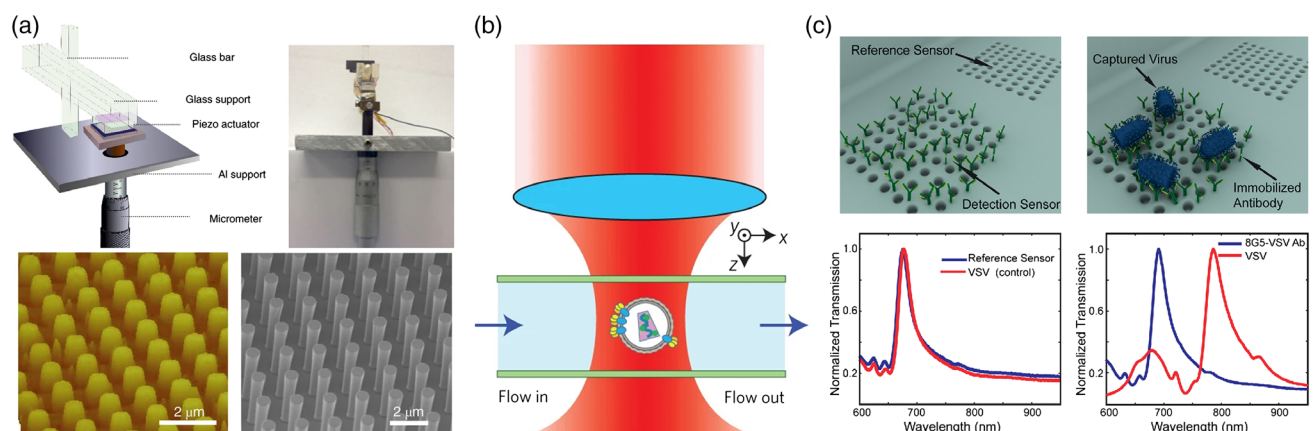 (a)
Glass bar
Glass support
Piezo actuator
Al support
Micrometer
2 μm
2 μm
(b)
y
x
z
Flow in
Flow out
(c)
Reference Sensor
Detection Sensor
Captured Virus
Immobilized
Antibody
Normalized Transmission
1.0
0.6
0.2
Reference Sensor
VSV (control)
600
700
800
900
Wavelength (nm)
Normalized Transmission
1.0
0.6
0.2
8G5-VSV Ab
VSV
600
700
800
900
Wavelength (nm)